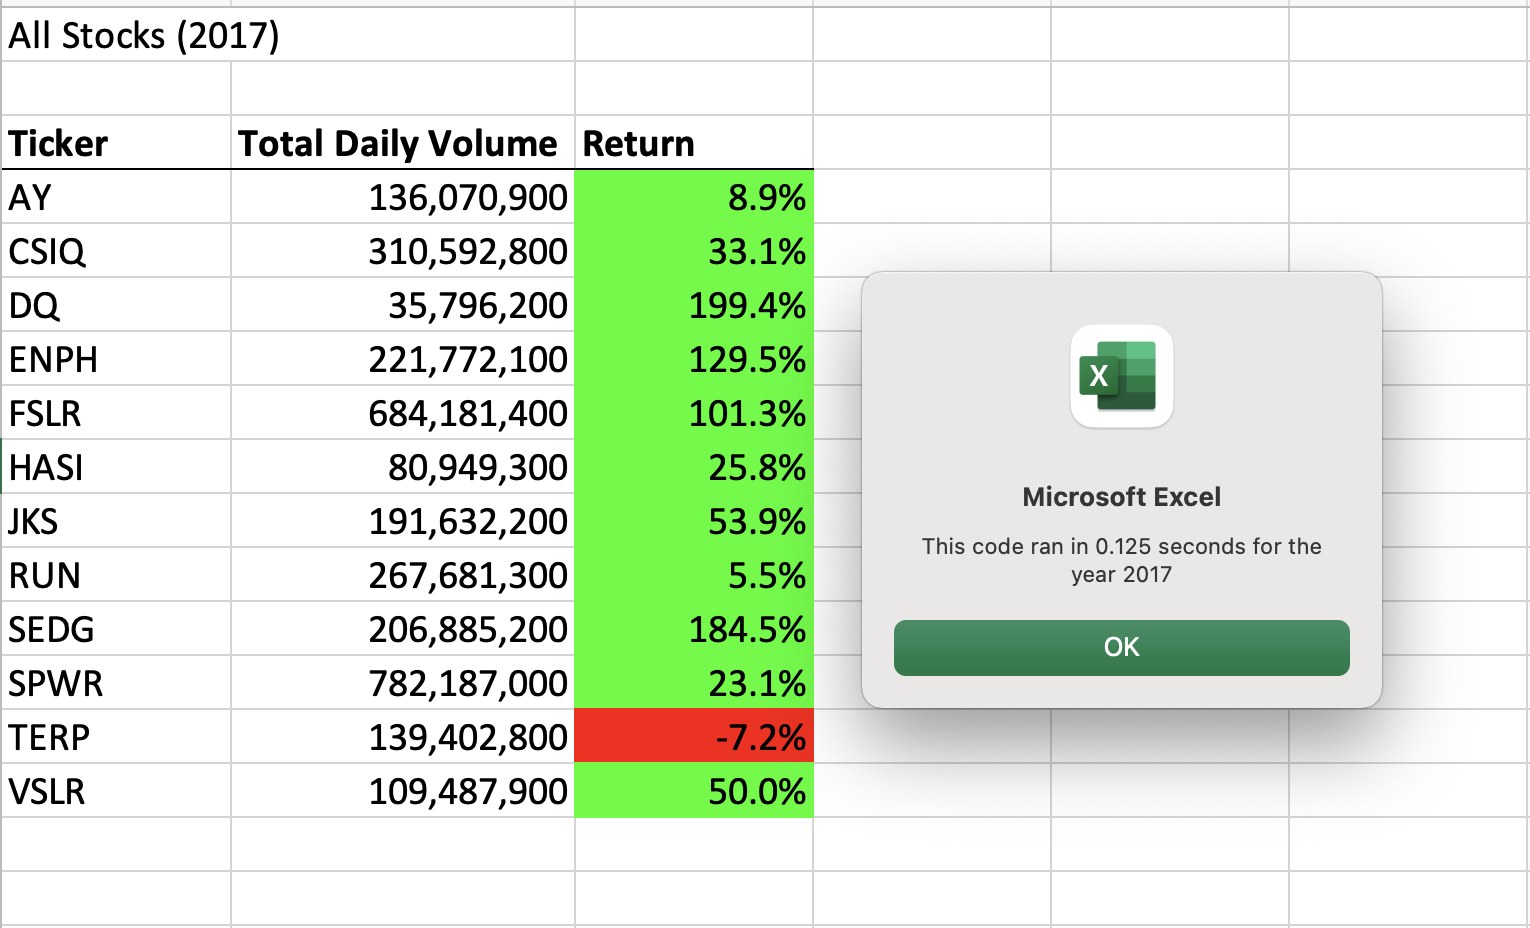 All Stocks (2017)
Ticker Total Daily Volume Return
AY 136,070,900 8.9%
CSIQ 310,592,800 33.1%
DQ 35,796,200 199.4%
ENPH 221,772,100 129.5%
FSLR 684,181,400 101.3%
HASI 80,949,300 25.8%
JKS 191,632,200 53.9%
RUN 267,681,300 5.5%
SEDG 206,885,200 184.5%
SPWR 782,187,000 23.1%
TERP 139,402,800 -7.2%
VSLR 109,487,900 50.0%
X
Microsoft Excel
This code ran in 0.125 seconds for the
year 2017
OK